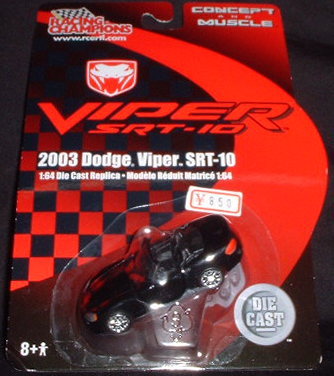 RACING
CHAMPIONS
www.rcertl.com
CONCEPT
AND
MUSCLE
VIPER
SRT-10
2003 Dodge. Viper. SRT-10
1:64 Die Cast Replica • Modèle Réduit Matricé 1:64
¥850
DIE
CAST
8+